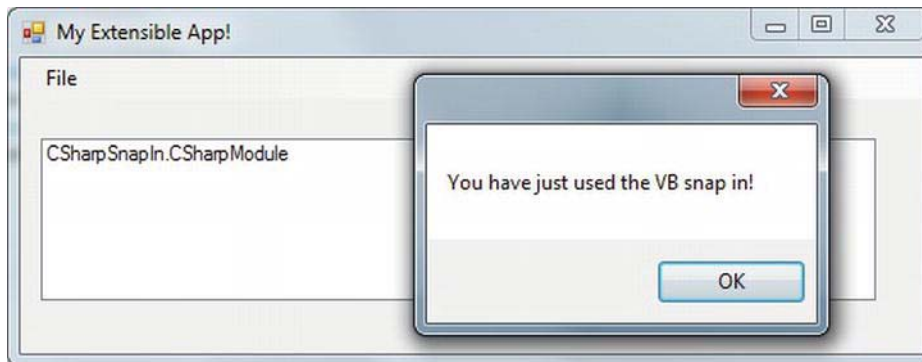 My Extensible App!
File
CSharpSnapIn.CSharpModule
You have just used the VB snap in!
OK